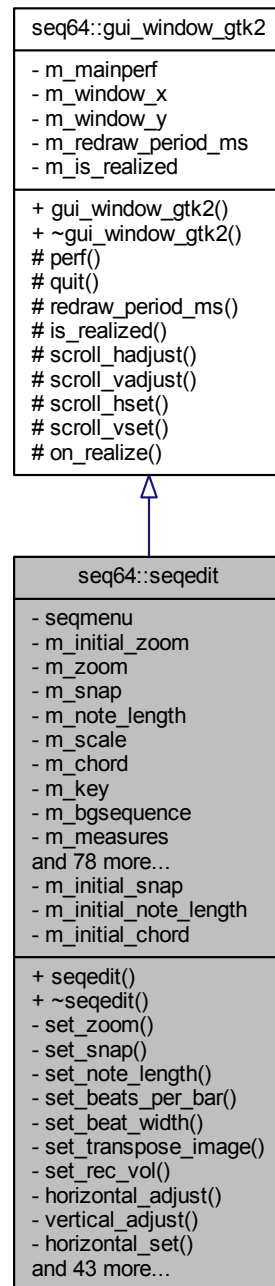 seq64::gui_window_gtk2
- m_mainperf
- m_window_x
- m_window_y
- m_redraw_period_ms
- m_is_realized
+ gui_window_gtk2()
+ ~gui_window_gtk2()
# perf()
# quit()
# redraw_period_ms()
# is_realized()
# scroll_hadjust()
# scroll_vadjust()
# scroll_hset()
# scroll_vset()
# on_realize()
seq64::seqedit
- seqmenu
- m_initial_zoom
- m_zoom
- m_snap
- m_note_length
- m_scale
- m_chord
- m_key
- m_bgsequence
- m_measures
and 78 more...
- m_initial_snap
- m_initial_note_length
- m_initial_chord
+ seqedit()
+ ~seqedit()
- set_zoom()
- set_snap()
- set_note_length()
- set_beats_per_bar()
- set_beat_width()
- set_transpose_image()
- set_rec_vol()
- horizontal_adjust()
- vertical_adjust()
- horizontal_set()
and 43 more...